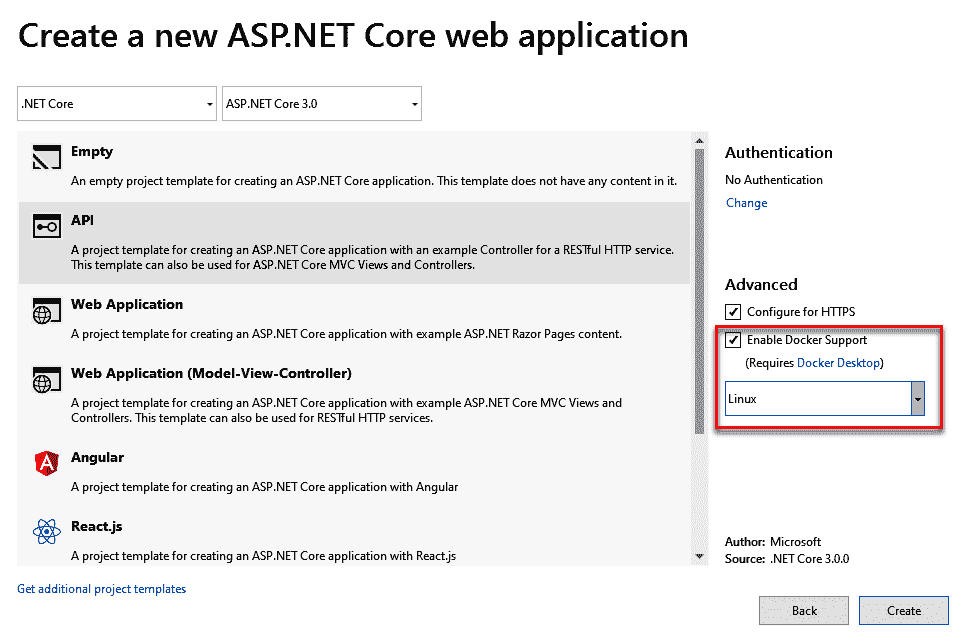 Create a new ASP.NET Core web application
.NET Core
ASP.NET Core 3.0
Empty
An empty project template for creating an ASP.NET Core application. This template does not have any content in it.
API
A project template for creating an ASP.NET Core application with an example Controller for a RESTful HTTP service.
This template can also be used for ASP.NET Core MVC Views and Controllers.
Web Application
A project template for creating an ASP.NET Core application with example ASP.NET Razor Pages content.
Web Application (Model-View-Controller)
A project template for creating an ASP.NET Core application with example ASP.NET Core MVC Views and
Controllers. This template can also be used for RESTful HTTP services.
Angular
A project template for creating an ASP.NET Core application with Angular
React.js
A project template for creating an ASP.NET Core application with React.js
Get additional project templates
Authentication
No Authentication
Change
Advanced
Configure for HTTPS
Enable Docker Support
(Requires Docker Desktop)
Linux
Author: Microsoft
Source: .NET Core 3.0.0
Back
Create